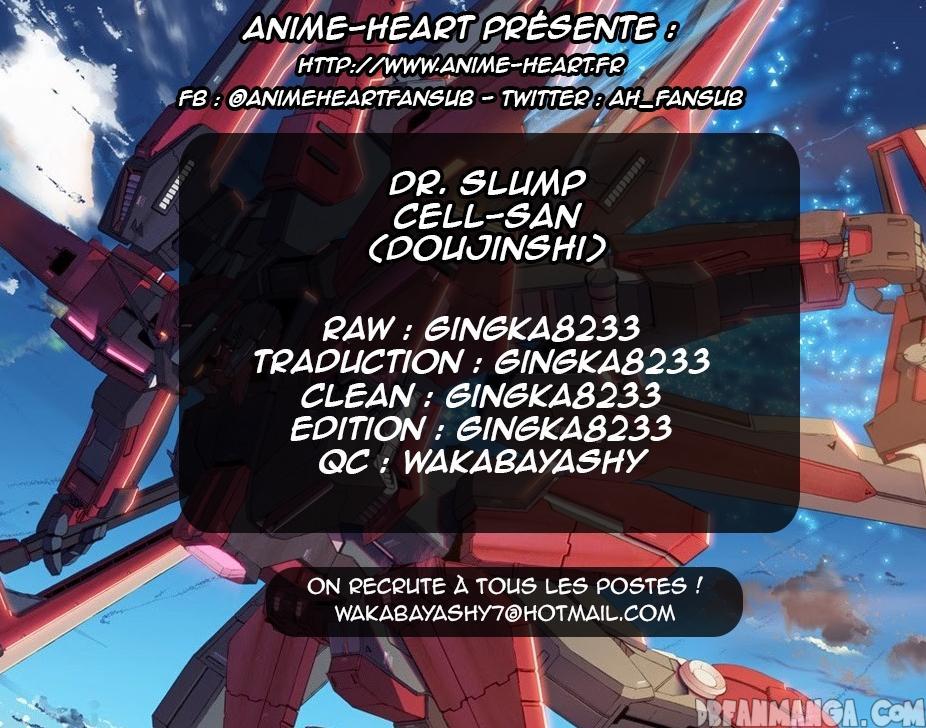 ANIME-HEART PRÉSENTE :
HTTP://WWW.ANIME-HEART.FR
FB : @ANIMEHEARTFANSUB - TWITTER : AH_FANSUB
DR. SLUMP
CELL-SAN
(DOUJINSHI)
RAW : GINGKA8233
TRADUCTION : GINGKA8233
CLEAN : GINGKA8233
EDITION : GINGKA8233
QC : WAKABAYASHY
ON RECRUTE À TOUS LES POSTES !
WAKABAYASHY7@HOTMAIL.COM
DBFANMANGA.COM